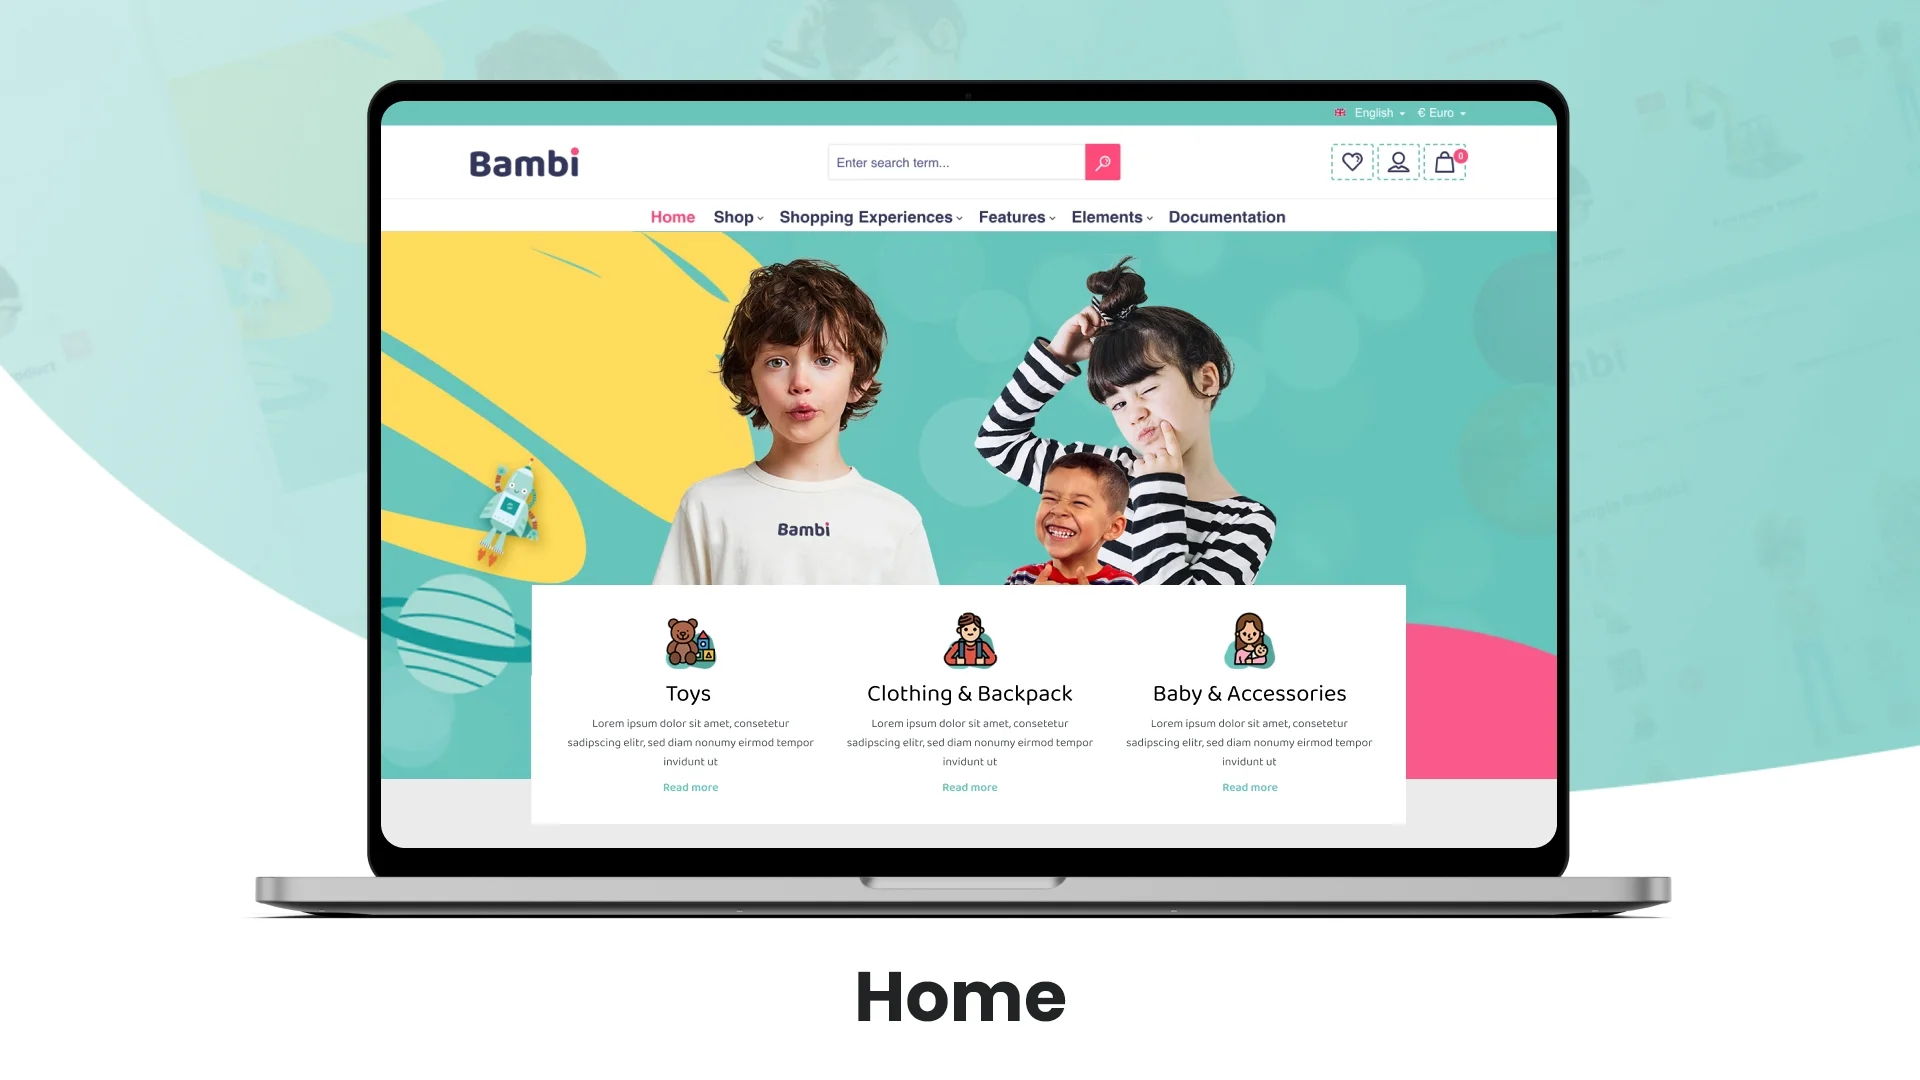 English € Euro
Bambi
Enter search term...
0
Home Shop Shopping Experiences Features Elements Documentation
Bambi
Toys
Lorem ipsum dolor sit amet, consetetur
sadipscing elitr, sed diam nonumy eirmod tempor
invidunt ut
Read more
Clothing & Backpack
Lorem ipsum dolor sit amet, consetetur
sadipscing elitr, sed diam nonumy eirmod tempor
invidunt ut
Read more
Baby & Accessories
Lorem ipsum dolor sit amet, consetetur
sadipscing elitr, sed diam nonumy eirmod tempor
invidunt ut
Read more
Home